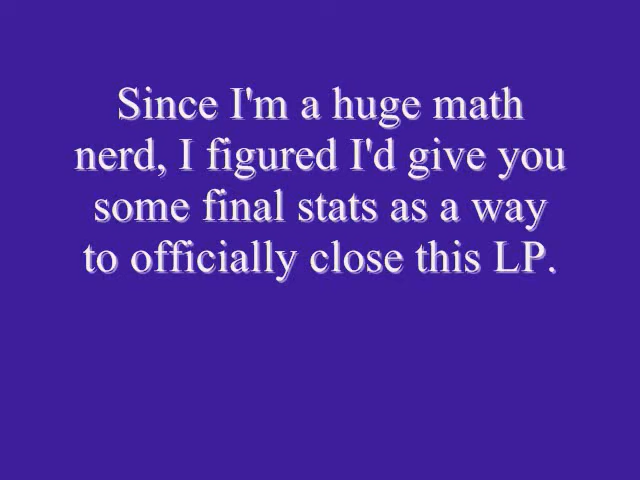 Since I'm a huge math
nerd, I figured I'd give you
some final stats as a way
to officially close this LP.